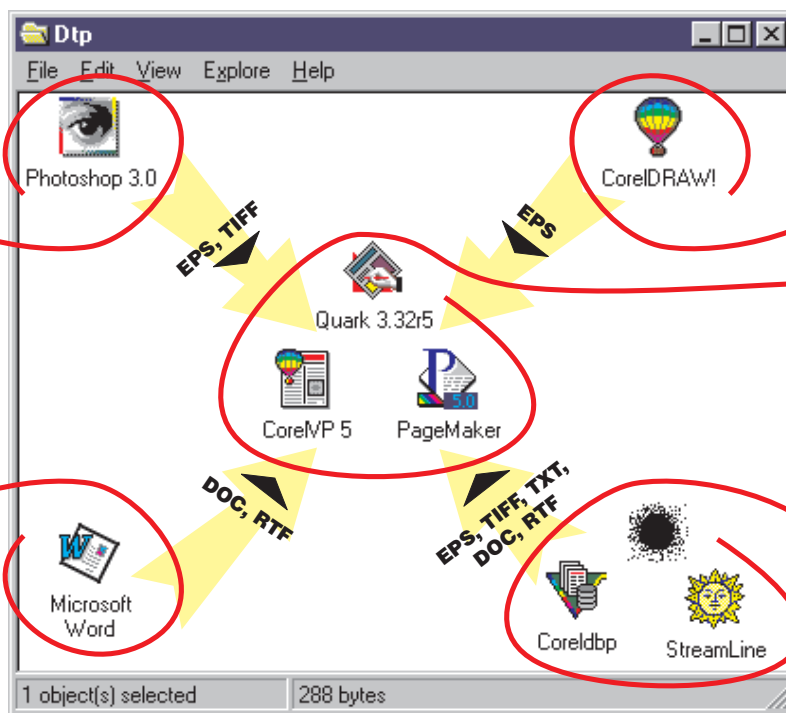 Dtp
File Edit View Explore Help
Photoshop 3.0
CorelDRAW!
EPS, TIFF
EPS
Quark 3.32r5
CorelVP 5
PageMaker
5.0
DOC, RTF
EPS, TIFF, TXT,
DOC, RTF
Microsoft
Word
Coreldbp
StreamLine
1 object(s) selected
288 bytes